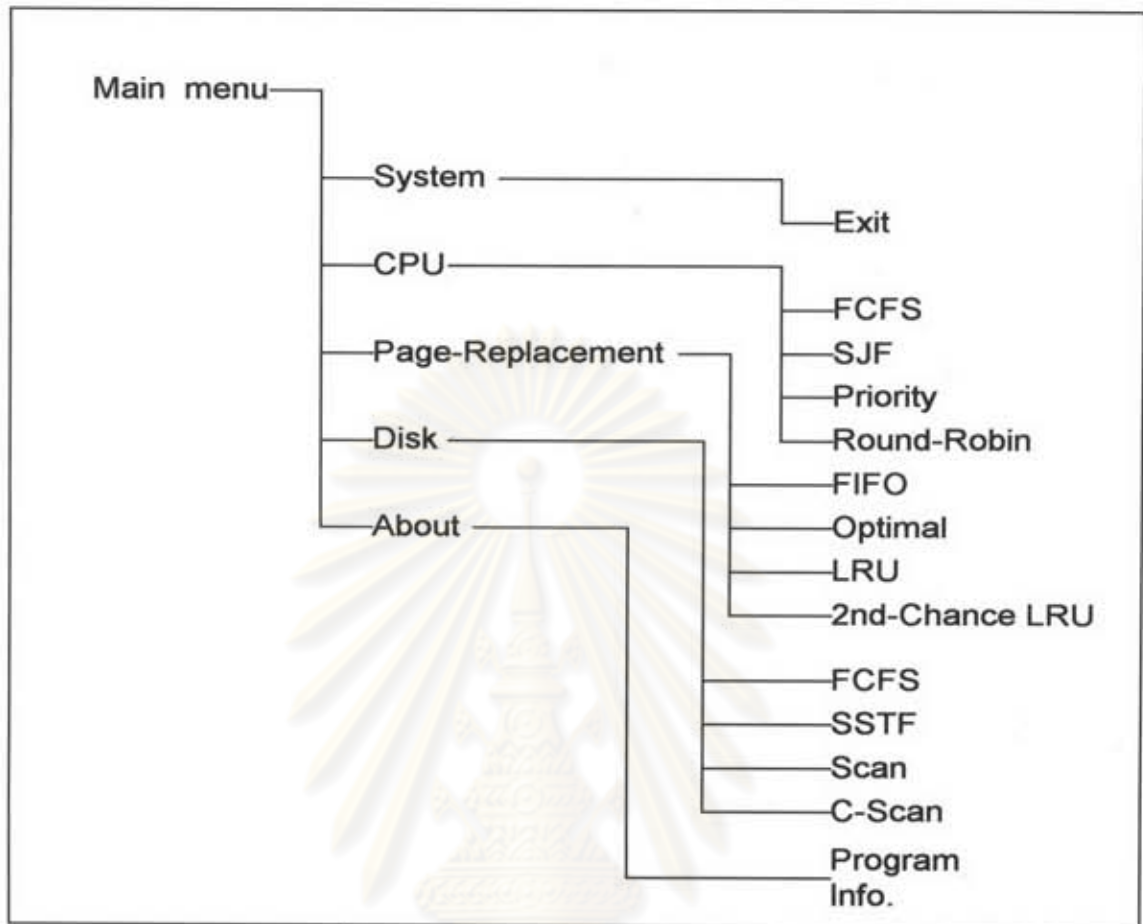 Main menu
System
Exit
CPU
FCFS
SJF
Page-Replacement
Priority
Disk
Round-Robin
FIFO
About
Optimal
LRU
2nd-Chance LRU
FCFS
SSTF
Scan
C-Scan
Program
Info.